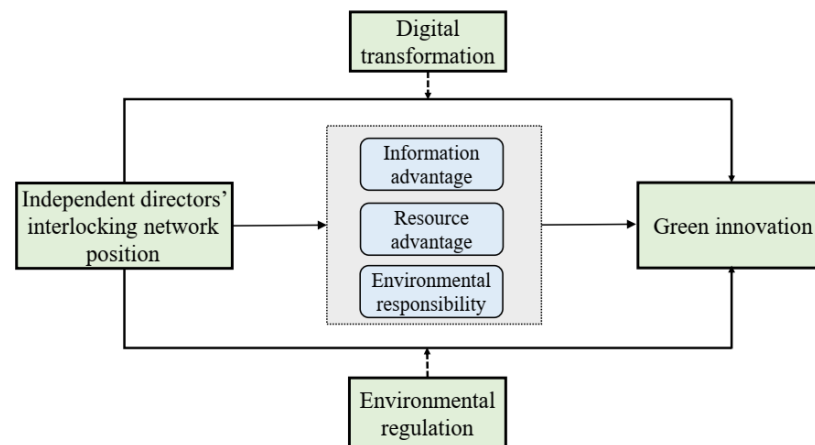 Digital
transformation
Information
advantage
Independent directors’
interlocking network
position
Resource
advantage
Green innovation
Environmental
responsibility
Environmental
regulation